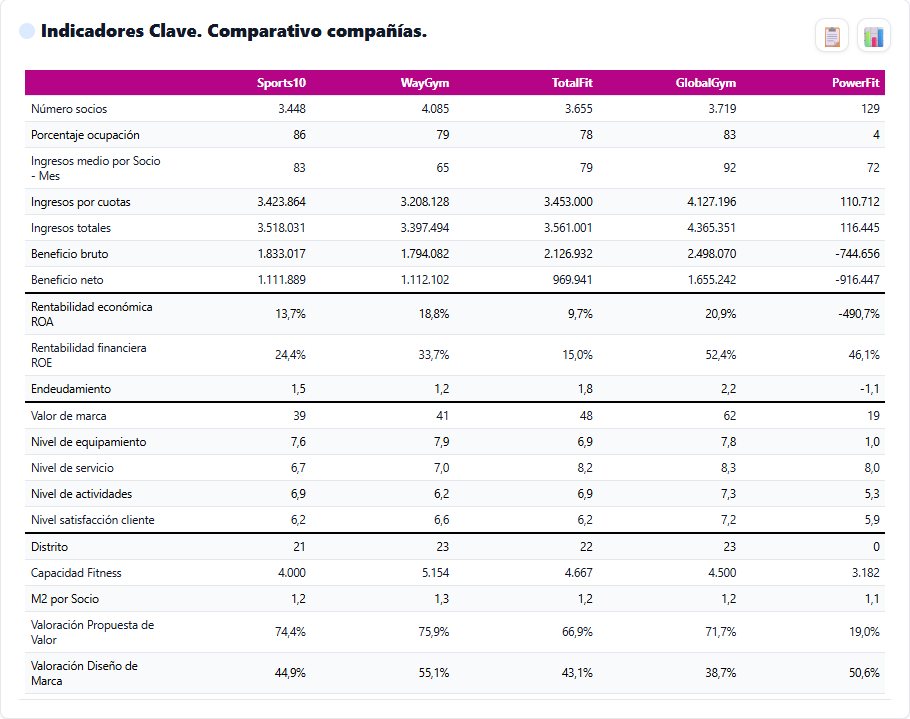 Indicadores Clave. Comparativo compañías.
Sports10 WayGym TotalFit GlobalGym PowerFit
Número socios 3.448 4.085 3.655 3.719 129
Porcentaje ocupación 86 79 78 83 4
Ingresos medio por Socio
- Mes 83 65 79 92 72
Ingresos por cuotas 3.423.864 3.208.128 3.453.000 4.127.196 110.712
Ingresos totales 3.518.031 3.397.494 3.561.001 4.365.351 116.445
Beneficio bruto 1.833.017 1.794.082 2.126.932 2.498.070 -744.656
Beneficio neto 1.111.889 1.112.102 969.941 1.655.242 -916.447
Rentabilidad económica
ROA 13,7% 18,8% 9,7% 20,9% -490,7%
Rentabilidad financiera
ROE 24,4% 33,7% 15,0% 52,4% 46,1%
Endeudamiento 1,5 1,2 1,8 2,2 -1,1
Valor de marca 39 41 48 62 19
Nivel de equipamiento 7,6 7,9 6,9 7,8 1,0
Nivel de servicio 6,7 7,0 8,2 8,3 8,0
Nivel de actividades 6,9 6,2 6,9 7,3 5,3
Nivel satisfacción cliente 6,2 6,6 6,2 7,2 5,9
Distrito 21 23 22 23 0
Capacidad Fitness 4.000 5.154 4.667 4.500 3.182
M2 por Socio 1,2 1,3 1,2 1,2 1,1
Valoración Propuesta de
Valor 74,4% 75,9% 66,9% 71,7% 19,0%
Valoración Diseño de
Marca 44,9% 55,1% 43,1% 38,7% 50,6%